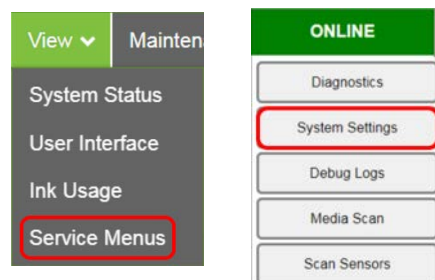 View
System Status
User Interface
Ink Usage
Service Menus
ONLINE
Diagnostics
System Settings
Debug Logs
Media Scan
Scan Sensors